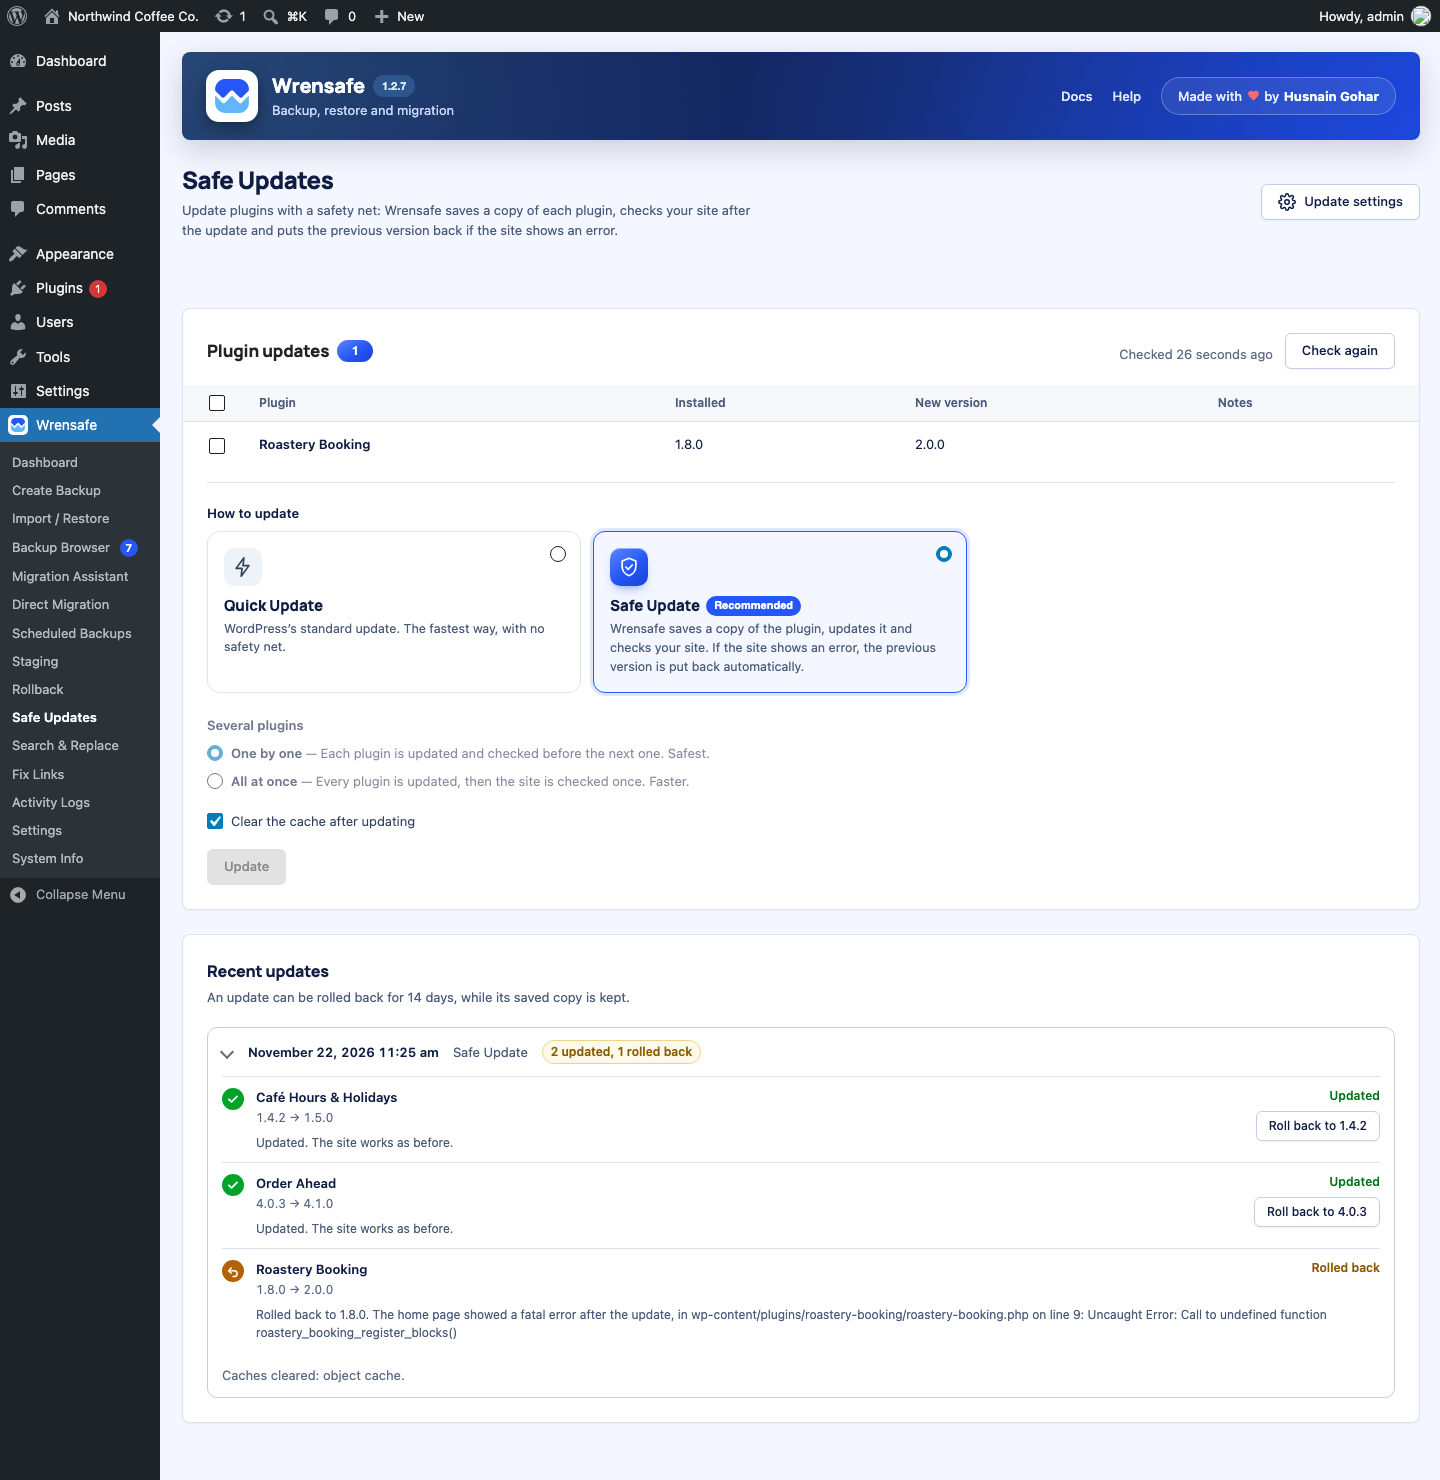 Northwind Coffee Co.
1
⌘K
0
New
Howdy, admin
Dashboard
Posts
Media
Pages
Comments
Appearance
Plugins 1
Users
Tools
Settings
Wrensafe
Dashboard
Create Backup
Import / Restore
Backup Browser 7
Migration Assistant
Direct Migration
Scheduled Backups
Staging
Rollback
Safe Updates
Search & Replace
Fix Links
Activity Logs
Settings
System Info
Collapse Menu
Wrensafe 1.2.7
Backup, restore and migration
Docs
Help
Made with ❤ by Husnain Gohar
Safe Updates
Update plugins with a safety net: Wrensafe saves a copy of each plugin, checks your site after
the update and puts the previous version back if the site shows an error.
Update settings
Plugin updates 1
Checked 26 seconds ago
Check again
Plugin Installed New version Notes
Roastery Booking 1.8.0 2.0.0
How to update
Quick Update
WordPress’s standard update. The fastest way, with no
safety net.
Safe Update Recommended
Wrensafe saves a copy of the plugin, updates it and
checks your site. If the site shows an error, the previous
version is put back automatically.
Several plugins
One by one — Each plugin is updated and checked before the next one. Safest.
All at once — Every plugin is updated, then the site is checked once. Faster.
Clear the cache after updating
Update
Recent updates
An update can be rolled back for 14 days, while its saved copy is kept.
November 22, 2026 11:25 am Safe Update 2 updated, 1 rolled back
Café Hours & Holidays
1.4.2 → 1.5.0
Updated. The site works as before.
Updated
Roll back to 1.4.2
Order Ahead
4.0.3 → 4.1.0
Updated. The site works as before.
Updated
Roll back to 4.0.3
Roastery Booking
1.8.0 → 2.0.0
Rolled back
Rolled back to 1.8.0. The home page showed a fatal error after the update, in wp-content/plugins/roastery-booking/roastery-booking.php on line 9: Uncaught Error: Call to undefined function
roastery_booking_register_blocks()
Caches cleared: object cache.